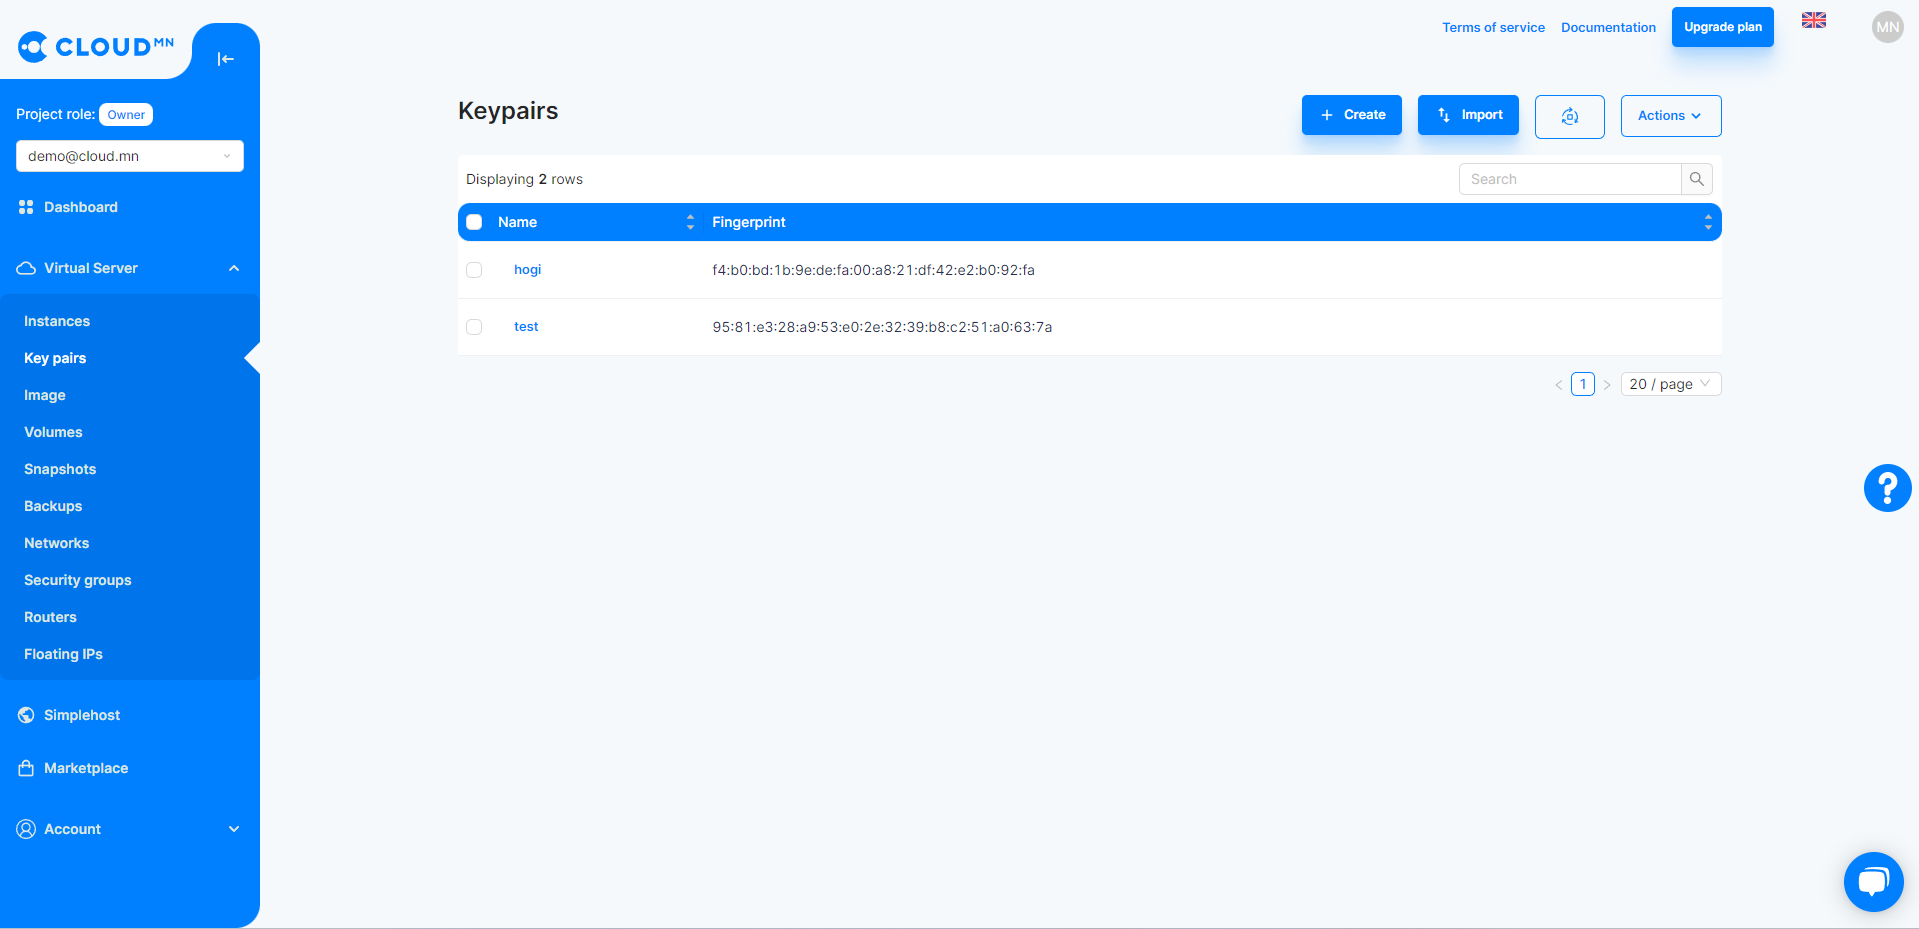 CLOUD MN
Terms of service
Documentation
Upgrade plan
MN
Project role: Owner
demo@cloud.mn
Dashboard
Virtual Server
Instances
Key pairs
Image
Volumes
Snapshots
Backups
Networks
Security groups
Routers
Floating IPs
Simplehost
Marketplace
Account
Keypairs
+ Create
Import
Actions
Displaying 2 rows
Search
Name Fingerprint
hogi f4:b0:bd:1b:9e:de:fa:00:a8:21:df:42:e2:b0:92:fa
test 95:81:e3:28:a9:53:e0:2e:32:39:b8:c2:51:a0:63:7a
< 1 > 20 / page
?